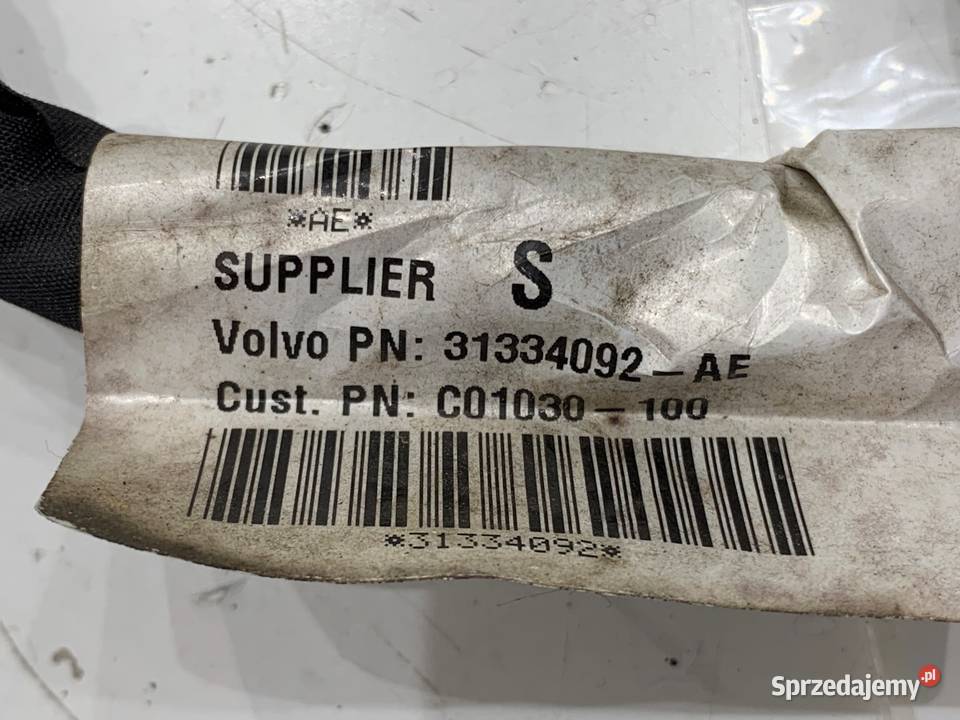 *AE*
SUPPLIER S
Volvo PN: 31334092-AE
Cust. PN: C01030-100
*31334092*
Sprzedajemy.pl